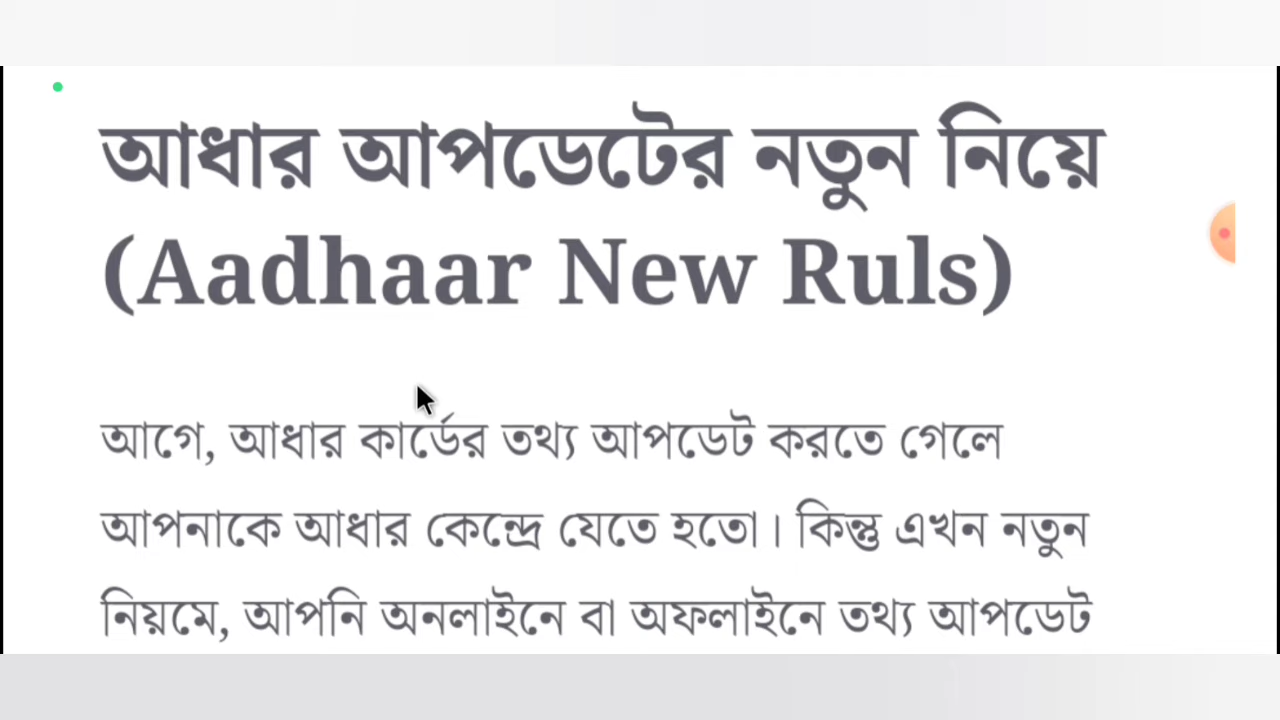 আধার আপডেটের নতুন নিয়ে
(Aadhaar New Ruls)
আগে, আধার কার্ডের তথ্য আপডেট করতে গেলে
আপনাকে আধার কেন্দ্রে যেতে হতো। কিন্তু এখন নতুন
নিয়মে, আপনি অনলাইনে বা অফলাইনে তথ্য আপডেট